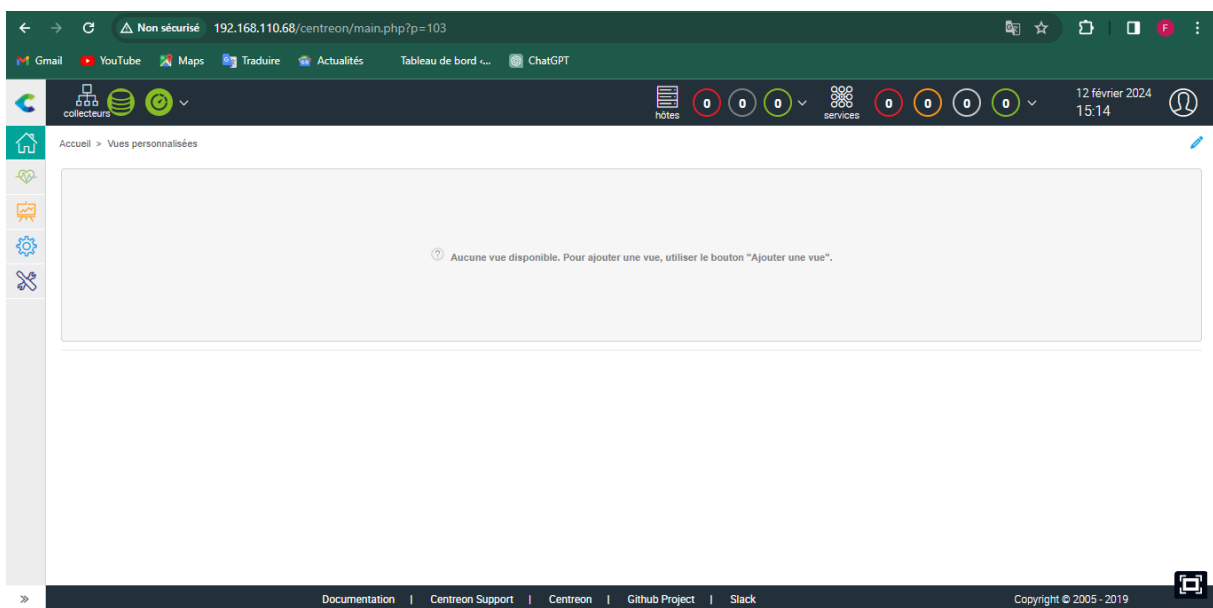 Non sécurisé 192.168.110.68/centreon/main.php?p=103 F
Gmail YouTube Maps Traduire Actualités Tableau de bord ‹... ChatGPT
collecteurs hôtes 0 0 0 services 0 0 0 0 12 février 2024
15:14
Accueil > Vues personnalisées
? Aucune vue disponible. Pour ajouter une vue, utiliser le bouton "Ajouter une vue".
Documentation | Centreon Support | Centreon | Github Project | Slack Copyright © 2005 - 2019